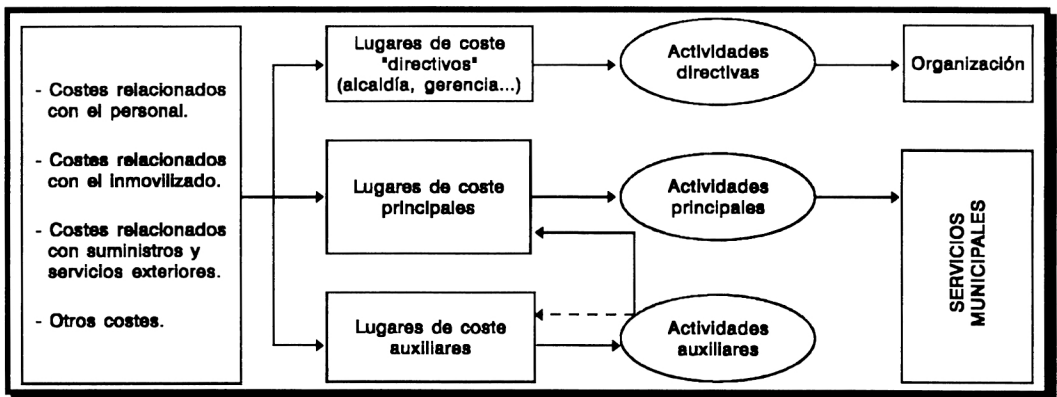 - Costes relacionados
con el personal.
- Costes relacionados
con el inmovilizado.
- Costes relacionados
con suministros y
servicios exteriores.
- Otros costes.
Lugares de coste
"directivos"
(alcaldía, gerencia...)
Actividades
directivas
Organización
Lugares de coste
principales
Actividades
principales
SERVICIOS
MUNICIPALES
Lugares de coste
auxiliares
Actividades
auxiliares